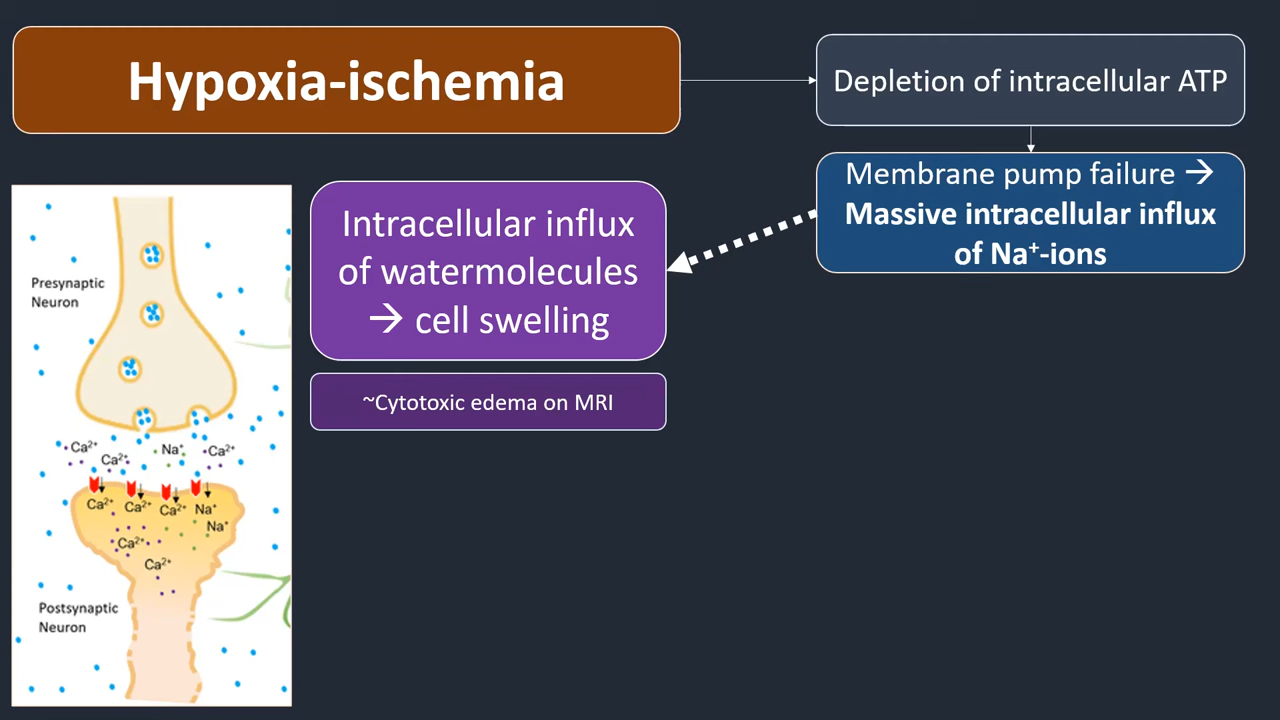 Hypoxia-ischemia
Depletion of intracellular ATP
Membrane pump failure →
Massive intracellular influx
of Na⁺-ions
Intracellular influx
of watermolecules
→ cell swelling
~Cytotoxic edema on MRI
Presynaptic
Neuron
Ca²⁺
Ca²⁺
Na⁺
Ca²⁺
Ca²⁺
Ca²⁺
Ca²⁺
Na⁺
Na⁺
Ca²⁺
Ca²⁺
Postsynaptic
Neuron